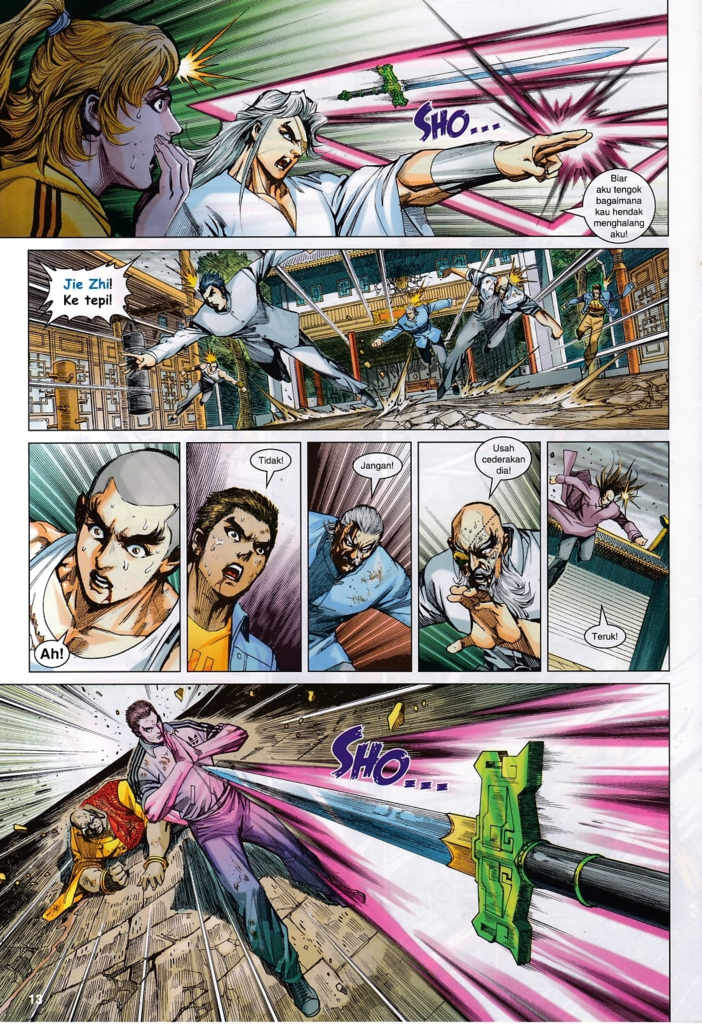 SHO...
Biar
aku tengok
bagaimana
kau hendak
menghalang
aku!
Jie Zhi!
Ke tepi!
Ah!
Tidak!
Jangan!
Usah
cederakan
dia!
Teruk!
SHO...
13